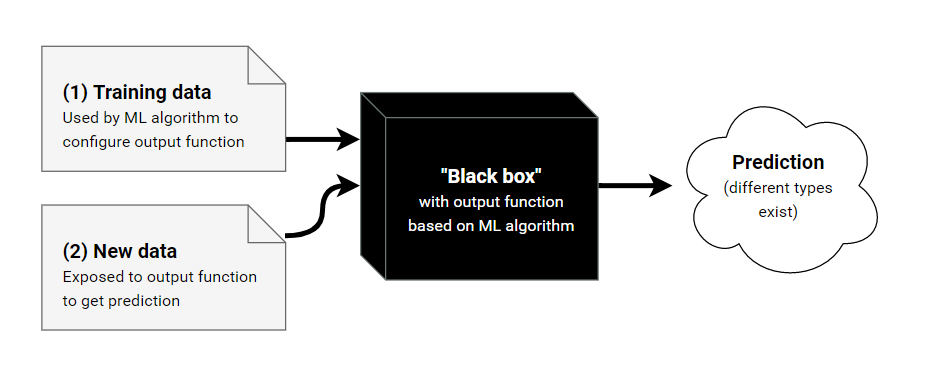 (1) Training data
Used by ML algorithm to
configure output function
(2) New data
Exposed to output function
to get prediction
"Black box"
with output function
based on ML algorithm
Prediction
(different types
exist)